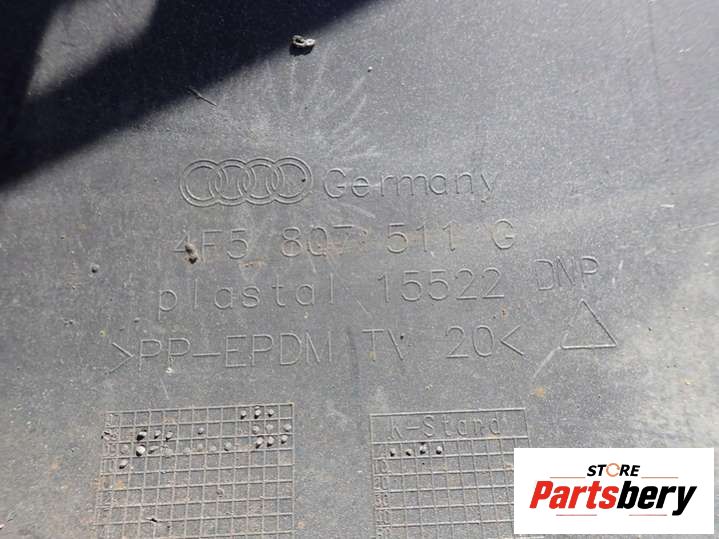 Germany
4F5 807 511 G
plastal 15522 DNP
>PP-EPDM TV 20<
K-Stand
STORE
Partsbery